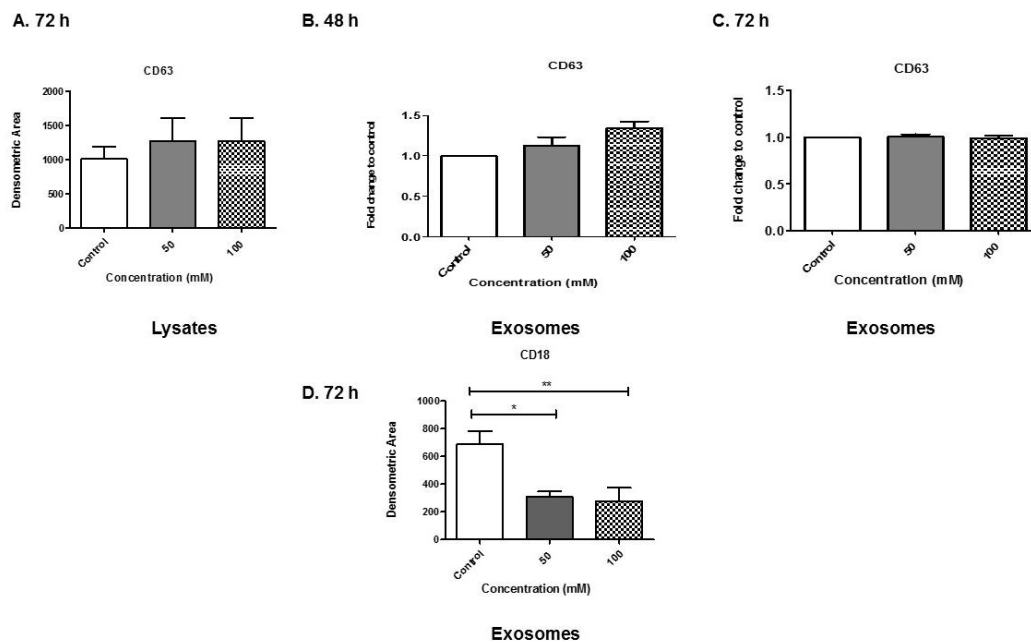 A. 72 h
CD63
Densometric Area
2000
1500
1000
500
0
Control
50
100
Concentration (mM)
Lysates
B. 48 h
CD63
Fold change to control
1.5
1.0
0.5
0.0
Control
50
100
Concentration (mM)
Exosomes
C. 72 h
CD63
Fold change to control
1.5
1.0
0.5
0.0
Control
50
100
Concentration (mM)
Exosomes
D. 72 h
CD18
**
*
Densometric Area
1000
800
600
400
200
0
Control
50
100
Concentration (mM)
Exosomes